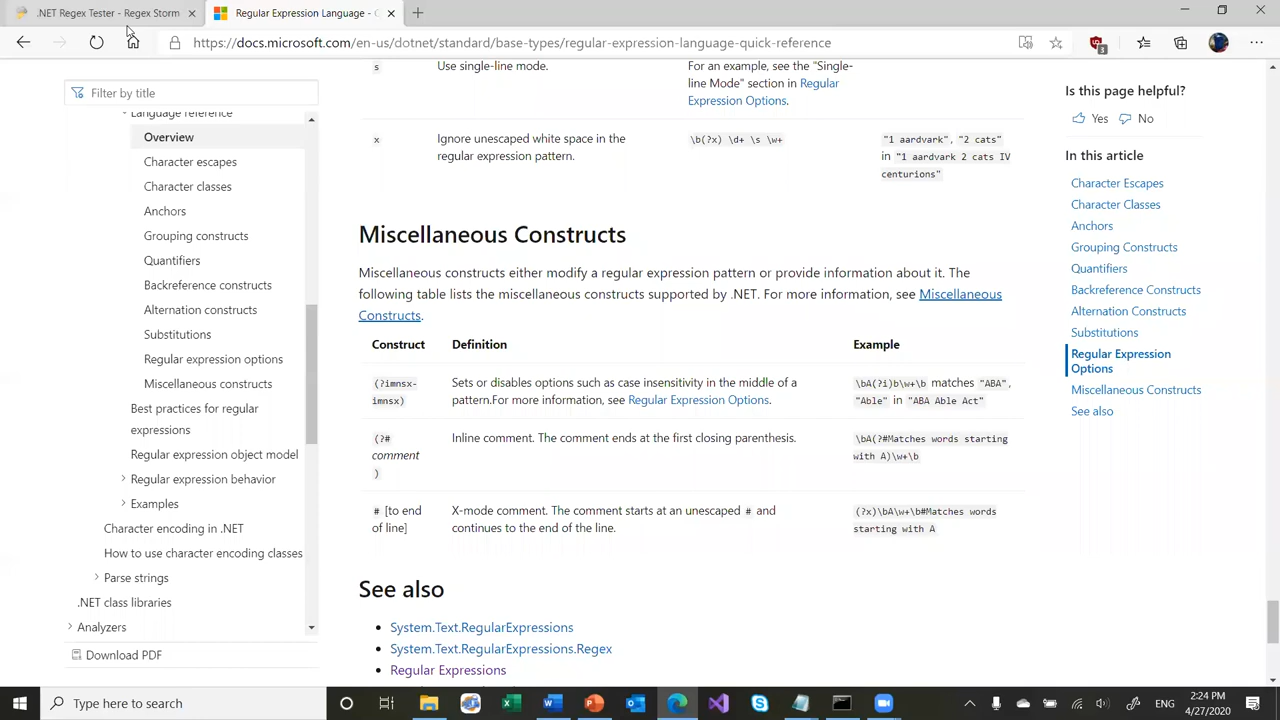 .NET Regex Tester - Regex Storm
Regular Expression Language -
https://docs.microsoft.com/en-us/dotnet/standard/base-types/regular-expression-language-quick-reference
3
Filter by title
Language reference
Overview
Character escapes
Character classes
Anchors
Grouping constructs
Quantifiers
Backreference constructs
Alternation constructs
Substitutions
Regular expression options
Miscellaneous constructs
Best practices for regular
expressions
Regular expression object model
Regular expression behavior
Examples
Character encoding in .NET
How to use character encoding classes
Parse strings
.NET class libraries
Analyzers
Download PDF
s
Use single-line mode.
For an example, see the "Single-
line Mode" section in Regular
Expression Options.
x
Ignore unescaped white space in the
regular expression pattern.
\b(?x) \d+ \s \w+
"1 aardvark", "2 cats"
in "1 aardvark 2 cats IV
centurions"
Miscellaneous Constructs
Miscellaneous constructs either modify a regular expression pattern or provide information about it. The
following table lists the miscellaneous constructs supported by .NET. For more information, see Miscellaneous
Constructs.
Construct Definition Example
(?imnsx-
imnsx)
Sets or disables options such as case insensitivity in the middle of a
pattern.For more information, see Regular Expression Options.
\bA(?i)b\w+\b matches "ABA",
"Able" in "ABA Able Act"
(?#
comment
)
Inline comment. The comment ends at the first closing parenthesis.
\bA(?#Matches words starting
with A)\w+\b
# [to end
of line]
X-mode comment. The comment starts at an unescaped # and
continues to the end of the line.
(?x)\bA\w+\b#Matches words
starting with A
See also
System.Text.RegularExpressions
System.Text.RegularExpressions.Regex
Regular Expressions
Is this page helpful?
Yes No
In this article
Character Escapes
Character Classes
Anchors
Grouping Constructs
Quantifiers
Backreference Constructs
Alternation Constructs
Substitutions
Regular Expression
Options
Miscellaneous Constructs
See also
Type here to search
2:24 PM
4/27/2020